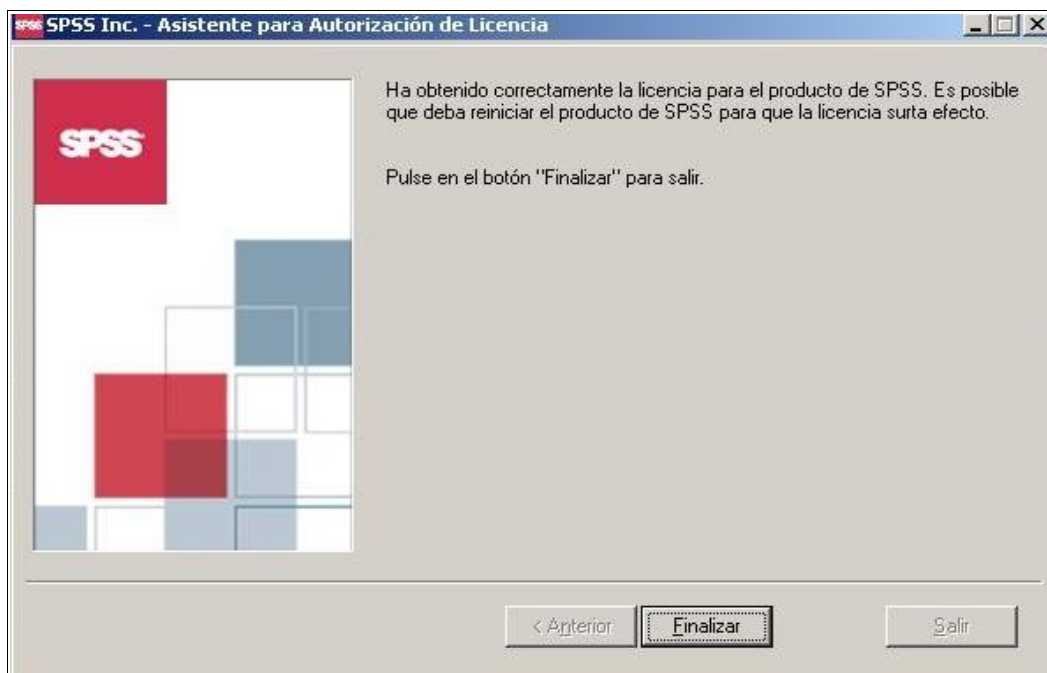 SPSS SPSS Inc. - Asistente para Autorización de Licencia
SPSS
Ha obtenido correctamente la licencia para el producto de SPSS. Es posible
que deba reiniciar el producto de SPSS para que la licencia surta efecto.
Pulse en el botón "Finalizar" para salir.
< Anterior
Finalizar
Salir